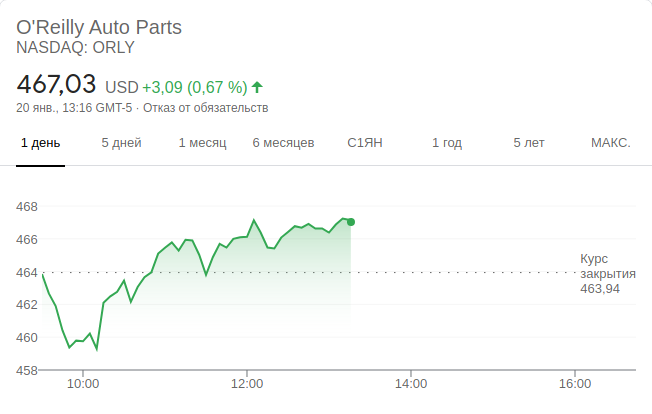 O'Reilly Auto Parts
NASDAQ: ORLY
467,03 USD +3,09 (0,67 %)
20 янв., 13:16 GMT-5 · Отказ от обязательств
1 день 5 дней 1 месяц 6 месяцев С1ЯН 1 год 5 лет МАКС.
468
466
464
462
460
458
Курс
закрытия
463,94
10:00 12:00 14:00 16:00